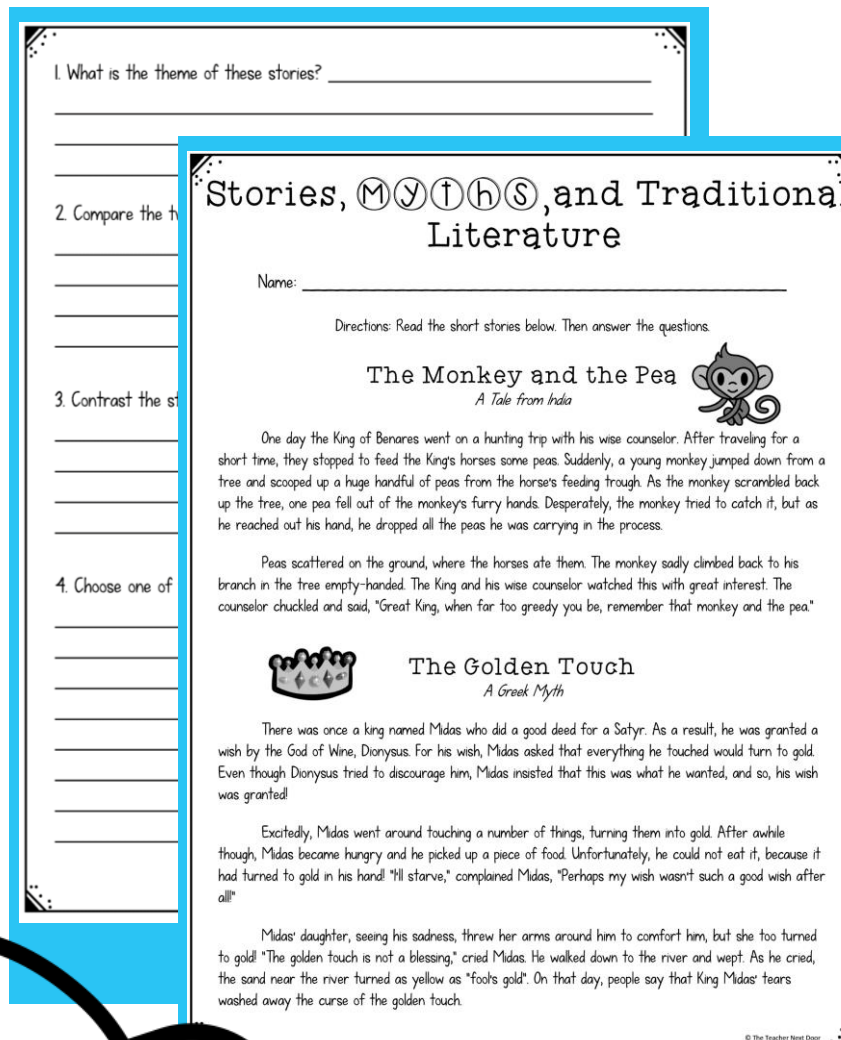 1. What is the theme of these stories?
2. Compare the
3. Contrast the
4. Choose one of
Stories, Myths, and Traditional
Literature
Name:
Directions: Read the short stories below. Then answer the questions.
The Monkey and the Pea
A Tale from India
One day the King of Benares went on a hunting trip with his wise counselor. After traveling for a
short time, they stopped to feed the King's horses some peas. Suddenly, a young monkey jumped down from a
tree and scooped up a huge handful of peas from the horse's feeding trough. As the monkey scrambled back
up the tree, one pea fell out of the monkey's furry hands. Desperately, the monkey tried to catch it, but as
he reached out his hand, he dropped all the peas he was carrying in the process.
Peas scattered on the ground, where the horses ate them. The monkey sadly climbed back to his
branch in the tree empty-handed. The King and his wise counselor watched this with great interest. The
counselor chuckled and said, "Great King, when far too greedy you be, remember that monkey and the pea."
The Golden Touch
A Greek Myth
There was once a king named Midas who did a good deed for a Satyr. As a result, he was granted a
wish by the God of Wine, Dionysus. For his wish, Midas asked that everything he touched would turn to gold.
Even though Dionysus tried to discourage him, Midas insisted that this was what he wanted, and so, his wish
was granted!
Excitedly, Midas went around touching a number of things, turning them into gold. After awhile
though, Midas became hungry and he picked up a piece of food. Unfortunately, he could not eat it, because it
had turned to gold in his hand! "I'll starve," complained Midas, "Perhaps my wish wasn't such a good wish after
all!"
Midas' daughter, seeing his sadness, threw her arms around him to comfort him, but she too turned
to gold! "The golden touch is not a blessing," cried Midas. He walked down to the river and wept. As he cried,
the sand near the river turned as yellow as "fool's gold". On that day, people say that King Midas' tears
washed away the curse of the golden touch.
© The Teacher Next Door